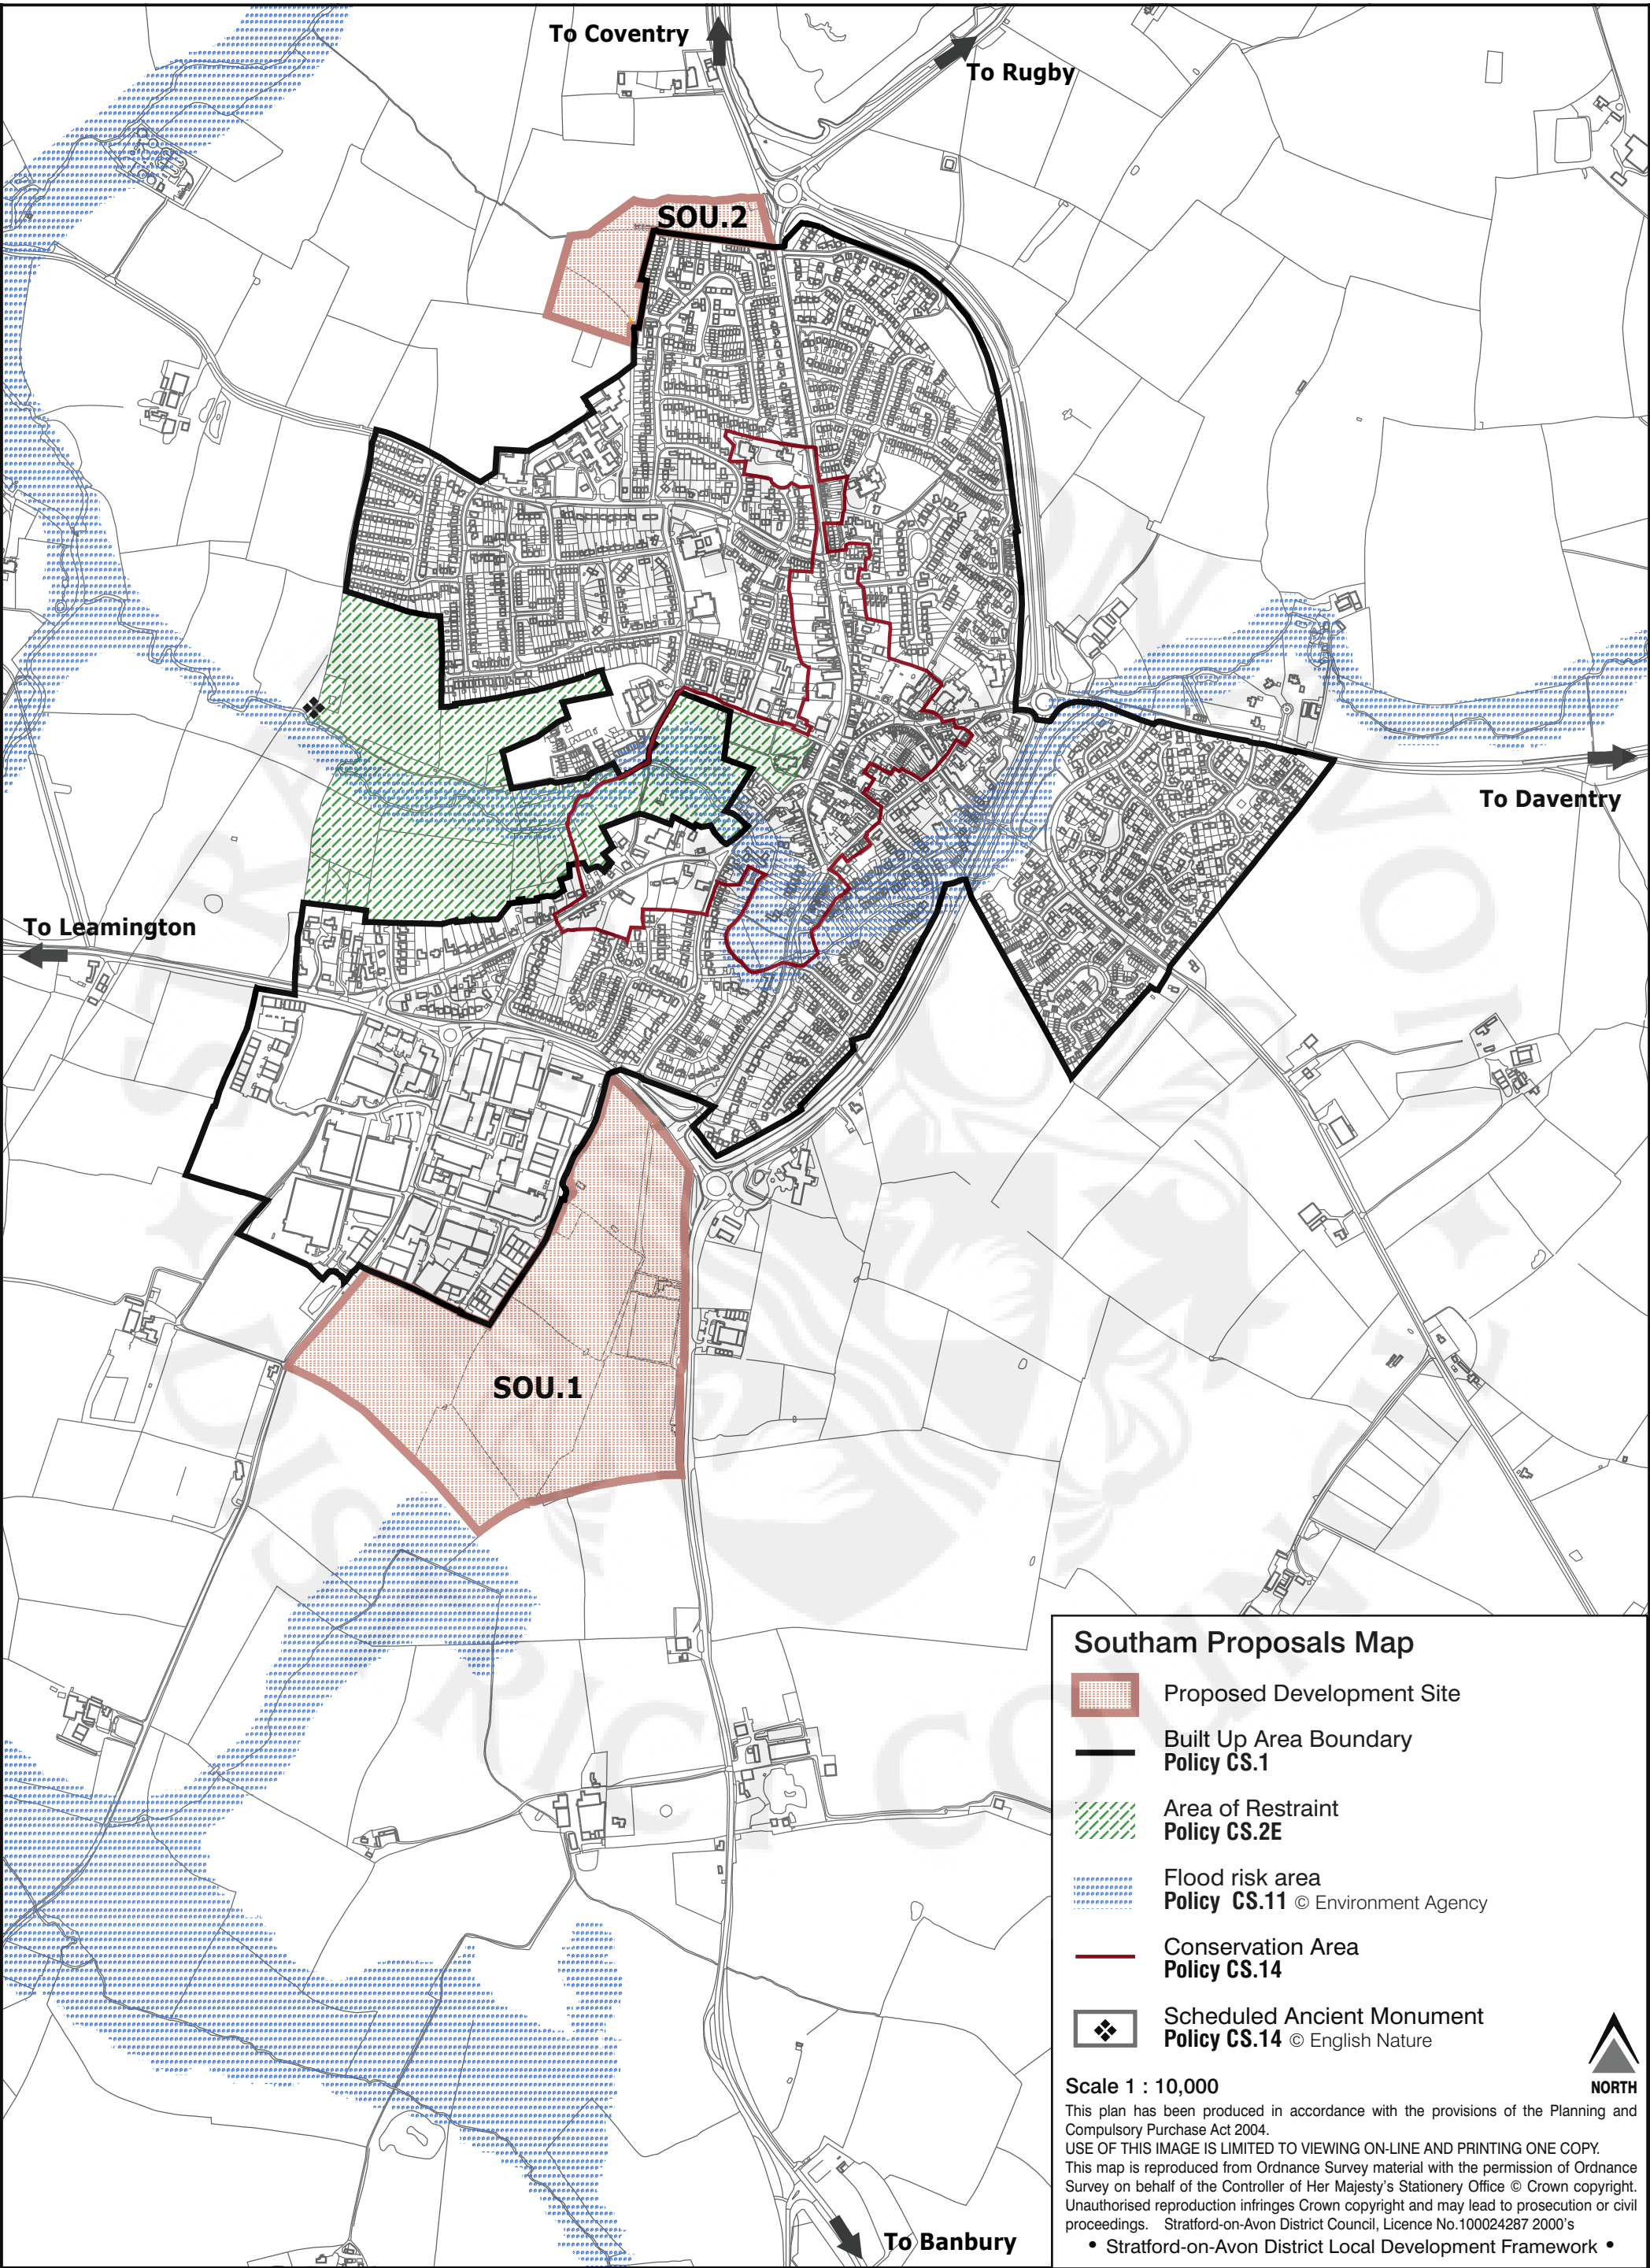 To Coventry
To Rugby
SOU.2
To Daventry
To Leamington
SOU.1
To Banbury
STRATFORD ON AVON
DISTRICT COUNCIL
Southam Proposals Map
Proposed Development Site
Built Up Area Boundary
Policy CS.1
Area of Restraint
Policy CS.2E
Flood risk area
Policy CS.11 © Environment Agency
Conservation Area
Policy CS.14
Scheduled Ancient Monument
Policy CS.14 © English Nature
NORTH
Scale 1 : 10,000
This plan has been produced in accordance with the provisions of the Planning and
Compulsory Purchase Act 2004.
USE OF THIS IMAGE IS LIMITED TO VIEWING ON-LINE AND PRINTING ONE COPY.
This map is reproduced from Ordnance Survey material with the permission of Ordnance
Survey on behalf of the Controller of Her Majesty's Stationery Office © Crown copyright.
Unauthorised reproduction infringes Crown copyright and may lead to prosecution or civil
proceedings. Stratford-on-Avon District Council, Licence No.100024287 2000's
• Stratford-on-Avon District Local Development Framework •